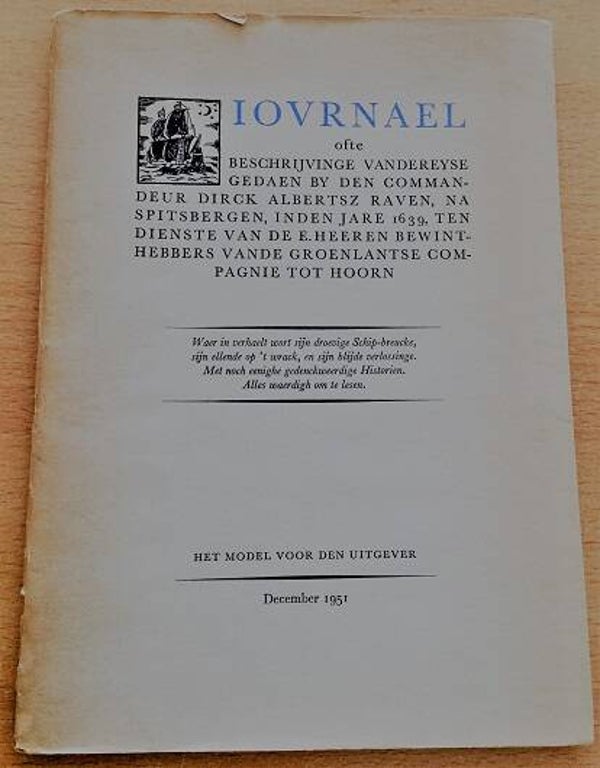 IOVRNAEL
ofte
BESCHRIJVINGE VANDEREYSE
GEDAEN BY DEN COMMAN-
DEUR DIRCK ALBERTSZ RAVEN, NA
SPITSBERGEN, INDEN JARE 1639, TEN
DIENSTE VAN DE E. HEEREN BEWINT-
HEBBERS VANDE GROENLANTSE COM-
PAGNIE TOT HOORN
Waer in verhaelt wort sijn droevige Schip-breucke,
sijn ellende op 't wrack, en sijn blijde verlossinge.
Met noch eenighe gedenckweerdige Historien.
Alles waerdigh om te lesen.
HET MODEL VOOR DEN UITGEVER
December 1951